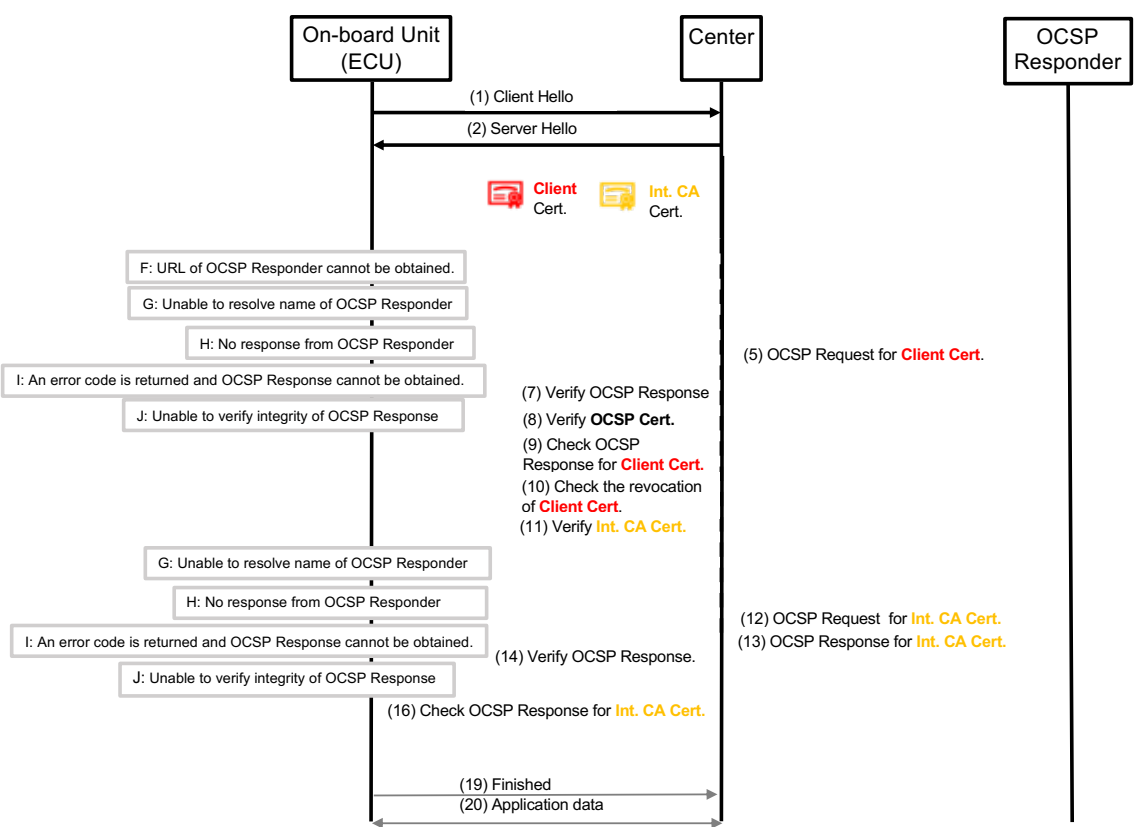 On-board Unit
(ECU)
Center
OCSP
Responder
(1) Client Hello
(2) Server Hello
Client
Cert.
Int. CA
Cert.
F: URL of OCSP Responder cannot be obtained.
G: Unable to resolve name of OCSP Responder
H: No response from OCSP Responder
(5) OCSP Request for Client Cert.
I: An error code is returned and OCSP Response cannot be obtained.
(7) Verify OCSP Response
J: Unable to verify integrity of OCSP Response
(8) Verify OCSP Cert.
(9) Check OCSP
Response for Client Cert.
(10) Check the revocation
of Client Cert.
(11) Verify Int. CA Cert.
G: Unable to resolve name of OCSP Responder
H: No response from OCSP Responder
(12) OCSP Request for Int. CA Cert.
I: An error code is returned and OCSP Response cannot be obtained.
(13) OCSP Response for Int. CA Cert.
(14) Verify OCSP Response.
J: Unable to verify integrity of OCSP Response
(16) Check OCSP Response for Int. CA Cert.
(19) Finished
(20) Application data